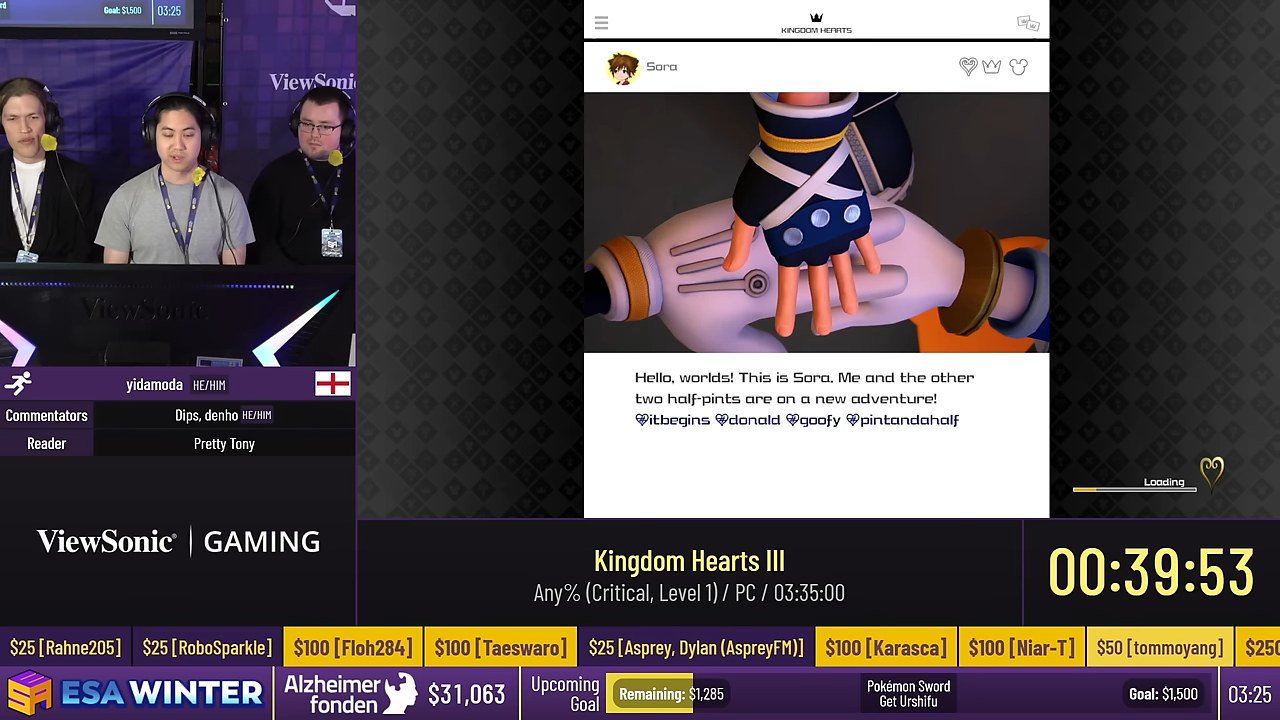 Goal: $1,500
03:25
ViewSonic
ViewSonic
yidamoda HE/HIM
Commentators
Dips, denho HE/HIM
Reader
Pretty Tony
ViewSonic | GAMING
KINGDOM HEARTS
Sora
Hello, worlds! This is Sora. Me and the other
two half-pints are on a new adventure!
itbegins donald goofy pintandahalf
Loading
Kingdom Hearts III
Any% (Critical, Level 1) / PC / 03:35:00
00:39:53
$25 [Rahne205]
$25 [RoboSparkle]
$100 [Floh284]
$100 [Taeswaro]
$25 [Asprey, Dylan (AspreyFM)]
$100 [Karasca]
$100 [Niar-T]
$50 [tommoyang]
$250
ESA WINTER
Alzheimer
fonden
$31,063
Upcoming
Goal
Remaining: $1,285
Pokémon Sword
Get Urshifu
Goal: $1,500
03:25